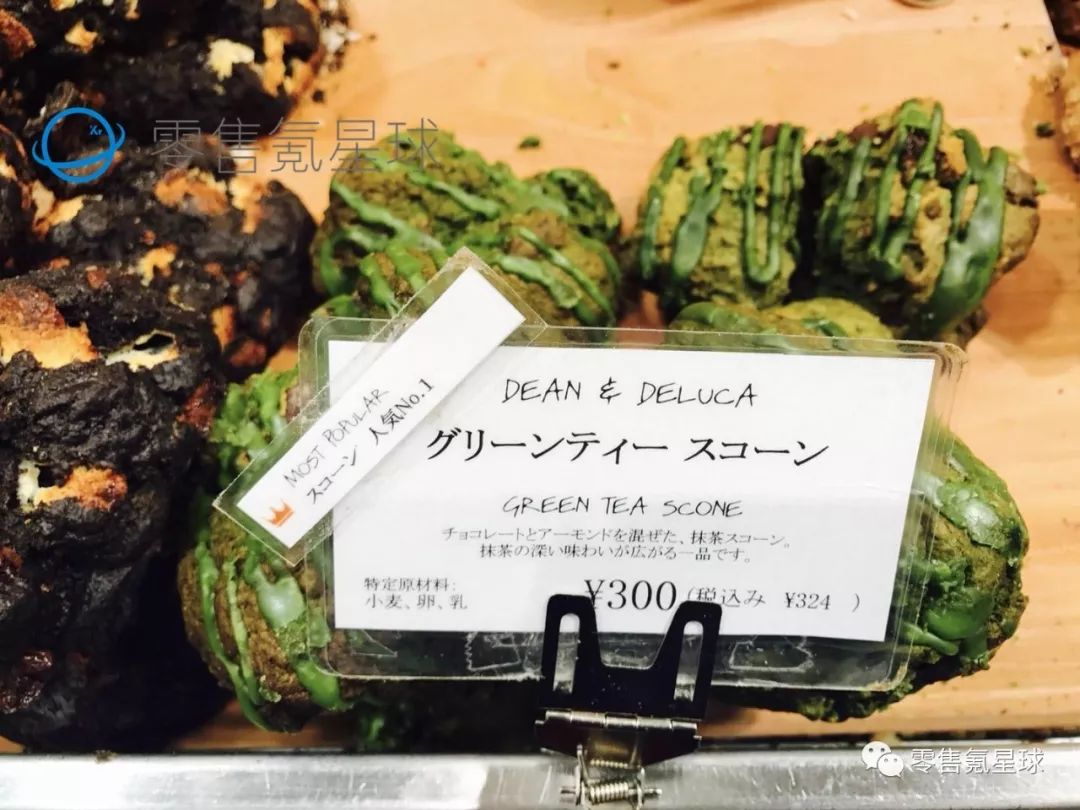 Kr 零售氪星球
MOST POPULAR
スコーン 人気No.1
DEAN & DELUCA
グリーンティー スコーン
GREEN TEA SCONE
チョコレートとアーモンドを混ぜた、抹茶スコーン。
抹茶の深い味わいが広がる一品です。
特定原材料:
小麦、卵、乳
¥300 (税込み ¥324 )
零售氪星球